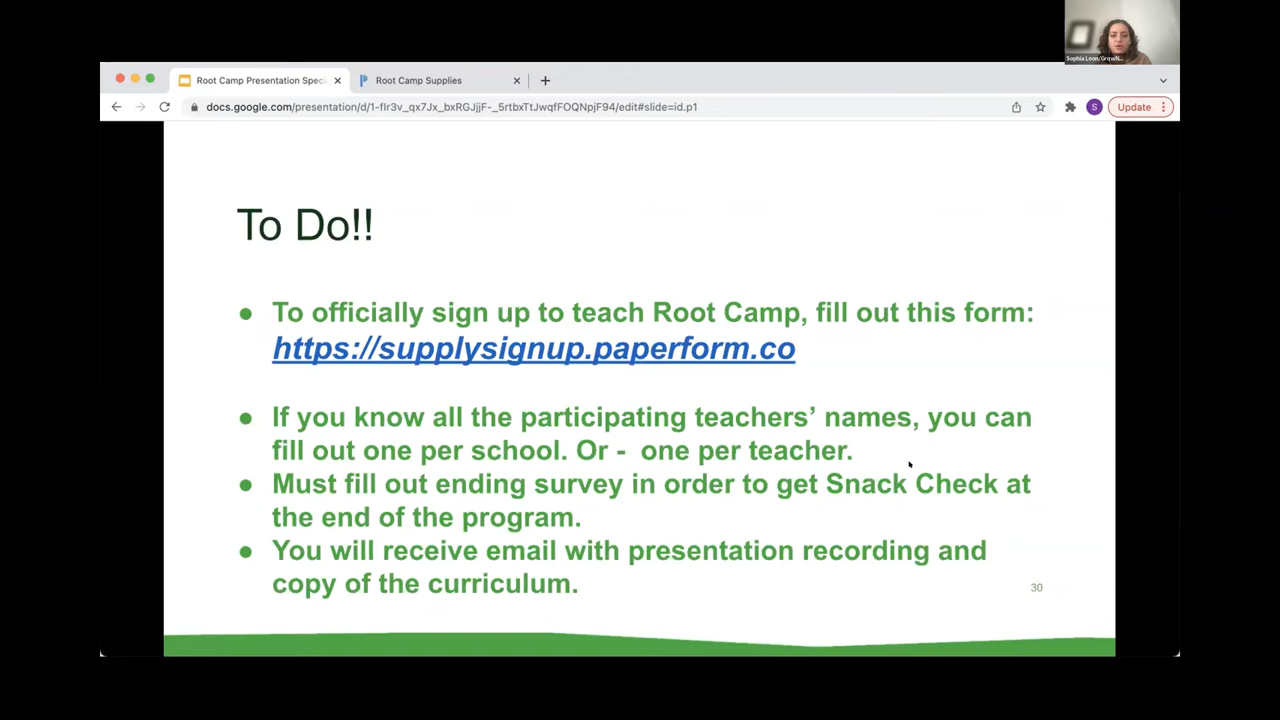 Sophia Leon/GrowN...
Root Camp Presentation Speci
Root Camp Supplies
docs.google.com/presentation/d/1-fIr3v_qx7Jx_bxRGJjjF-_5rtbxTtJwqfFOQNpjF94/edit#slide=id.p1
S
Update
To Do!!
● To officially sign up to teach Root Camp, fill out this form:
https://supplysignup.paperform.co
● If you know all the participating teachers’ names, you can
fill out one per school. Or - one per teacher.
● Must fill out ending survey in order to get Snack Check at
the end of the program.
● You will receive email with presentation recording and
copy of the curriculum.
30